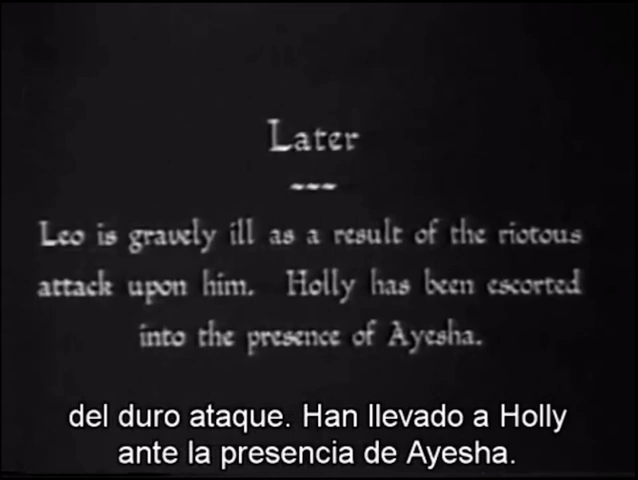 Later
---
Leo is gravely ill as a result of the riotous
attack upon him. Holly has been escorted
into the presence of Ayesha.
del duro ataque. Han llevado a Holly
ante la presencia de Ayesha.